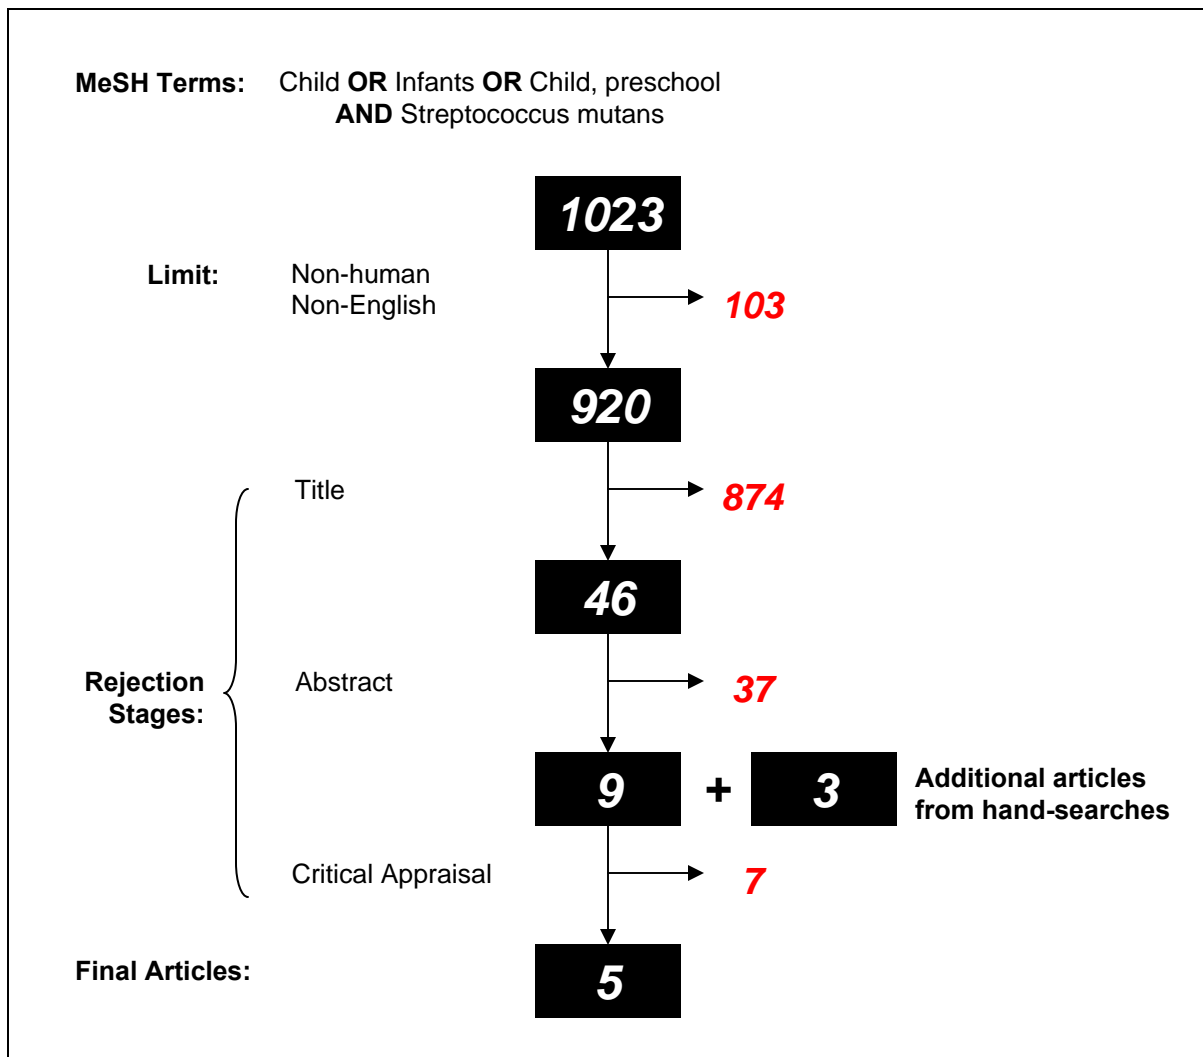 MeSH Terms: Child OR Infants OR Child, preschool
AND Streptococcus mutans
1023
Limit: Non-human
Non-English
103
920
Title
874
46
Rejection
Stages:
Abstract
37
9 + 3
Additional articles
from hand-searches
Critical Appraisal
7
Final Articles:
5